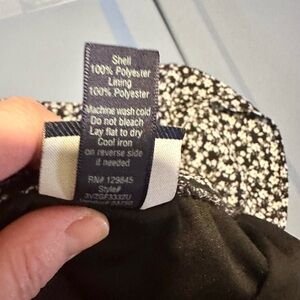 Shell
100% Polyester
Lining
100% Polyester
Machine wash cold
Do not bleach
Lay flat to dry
Cool iron
on reverse side
if needed
RN# 129845
Style#